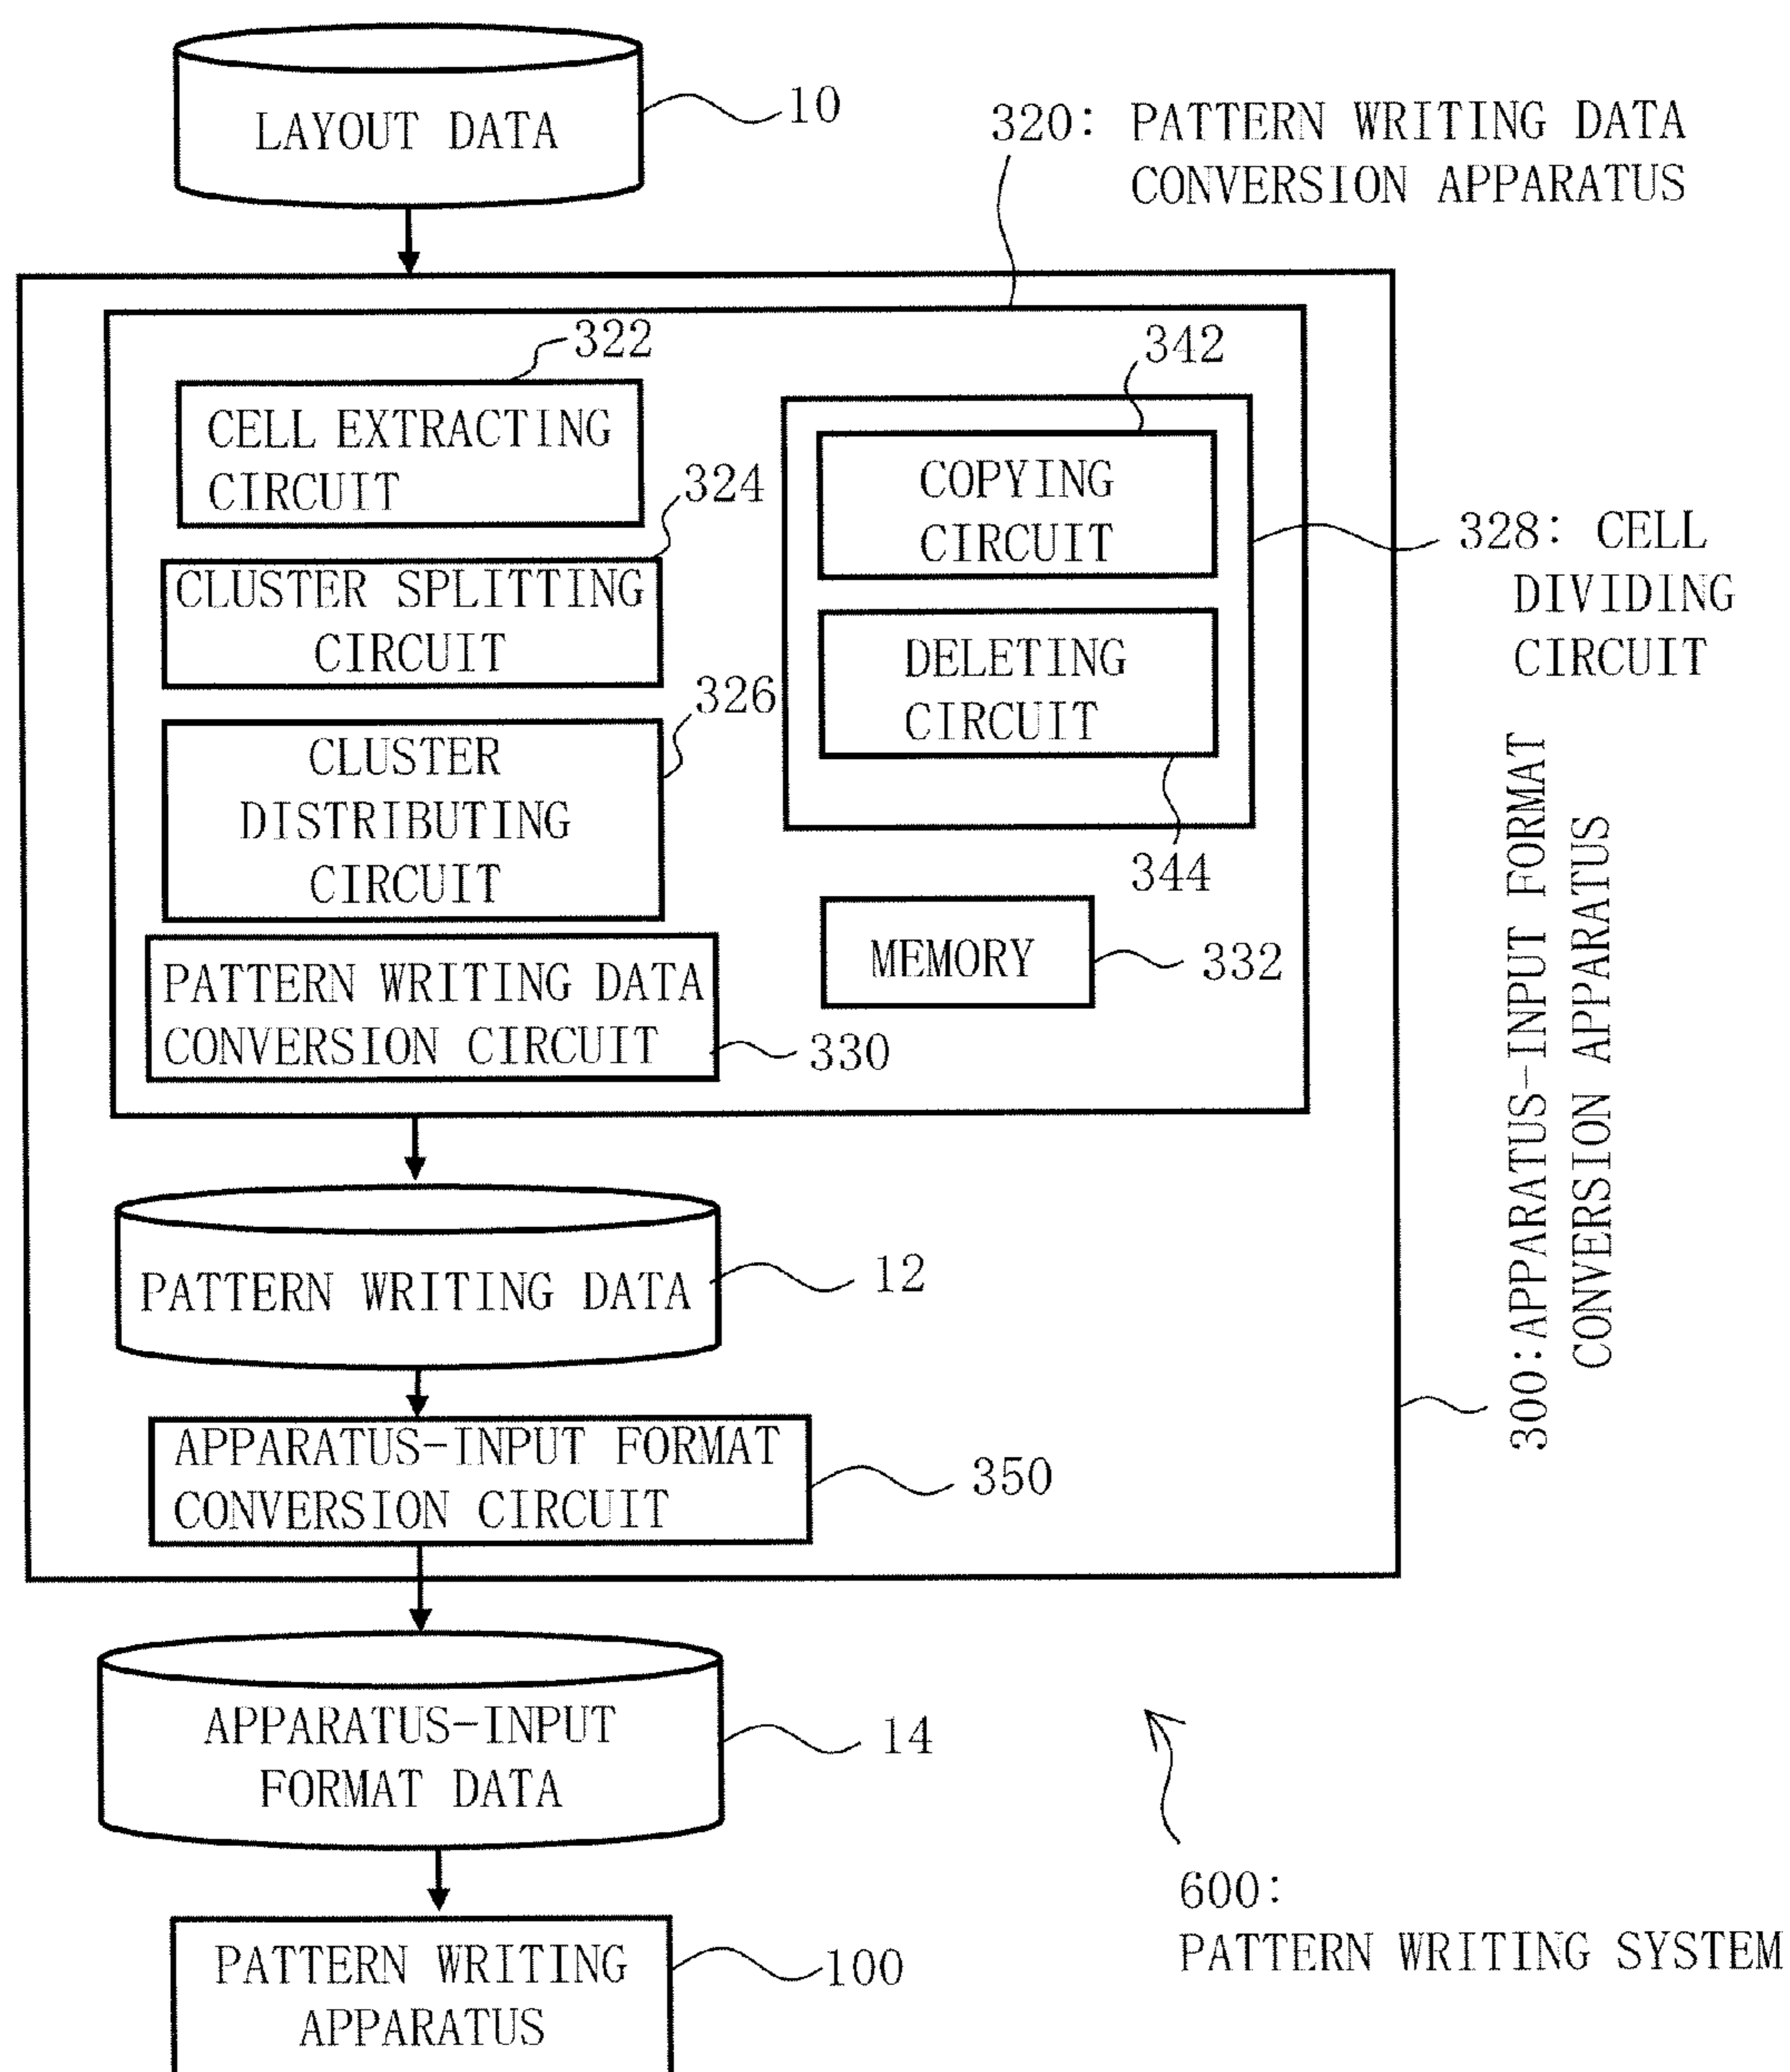 LAYOUT DATA
10
320: PATTERN WRITING DATA
CONVERSION APPARATUS
322
CELL EXTRACTING
CIRCUIT
324
CLUSTER SPLITTING
CIRCUIT
326
CLUSTER
DISTRIBUTING
CIRCUIT
PATTERN WRITING DATA
CONVERSION CIRCUIT
330
342
COPYING
CIRCUIT
DELETING
CIRCUIT
344
328: CELL
DIVIDING
CIRCUIT
MEMORY
332
300:APPARATUS-INPUT FORMAT
CONVERSION APPARATUS
PATTERN WRITING DATA
12
APPARATUS-INPUT FORMAT
CONVERSION CIRCUIT
350
APPARATUS-INPUT
FORMAT DATA
14
600:
PATTERN WRITING SYSTEM
PATTERN WRITING
APPARATUS
100